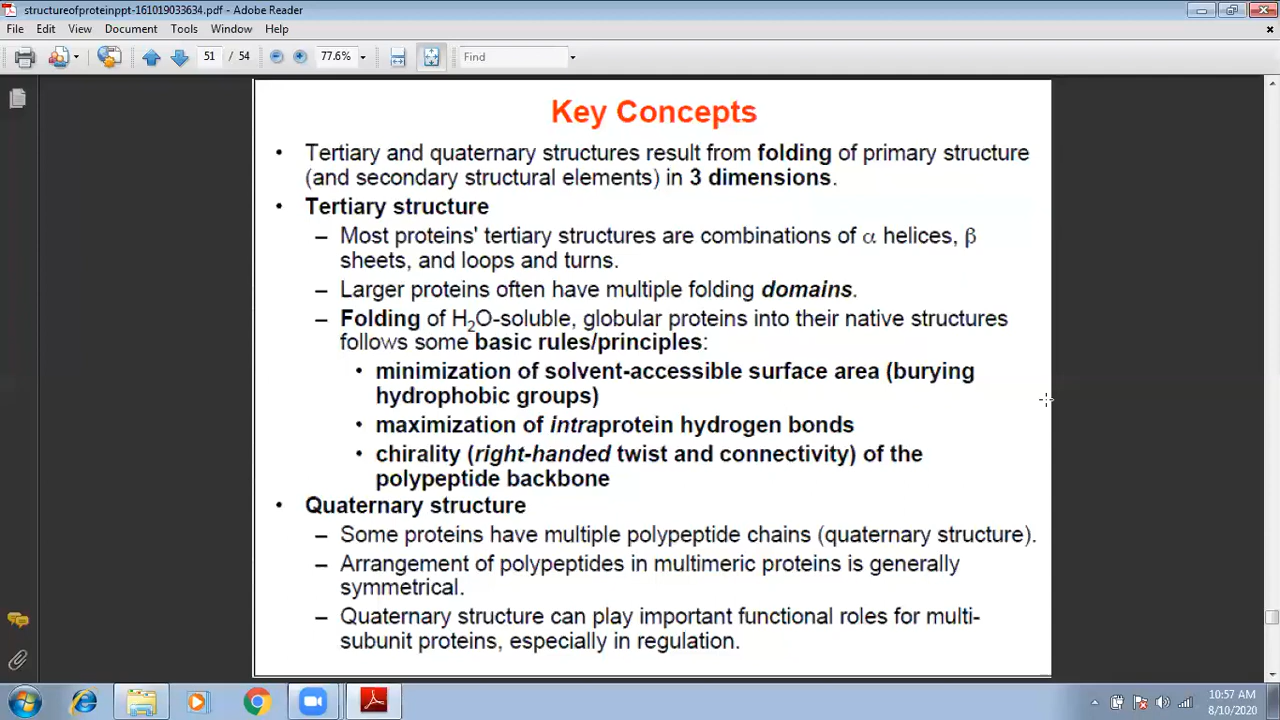 structureofproteinppt-161019033634.pdf - Adobe Reader
File Edit View Document Tools Window Help
51 / 54 77.6% Find
Key Concepts
• Tertiary and quaternary structures result from folding of primary structure
(and secondary structural elements) in 3 dimensions.
• Tertiary structure
– Most proteins' tertiary structures are combinations of α helices, β
sheets, and loops and turns.
– Larger proteins often have multiple folding domains.
– Folding of H₂O-soluble, globular proteins into their native structures
follows some basic rules/principles:
• minimization of solvent-accessible surface area (burying
hydrophobic groups)
• maximization of intraprotein hydrogen bonds
• chirality (right-handed twist and connectivity) of the
polypeptide backbone
• Quaternary structure
– Some proteins have multiple polypeptide chains (quaternary structure).
– Arrangement of polypeptides in multimeric proteins is generally
symmetrical.
– Quaternary structure can play important functional roles for multi-
subunit proteins, especially in regulation.
10:57 AM
8/10/2020